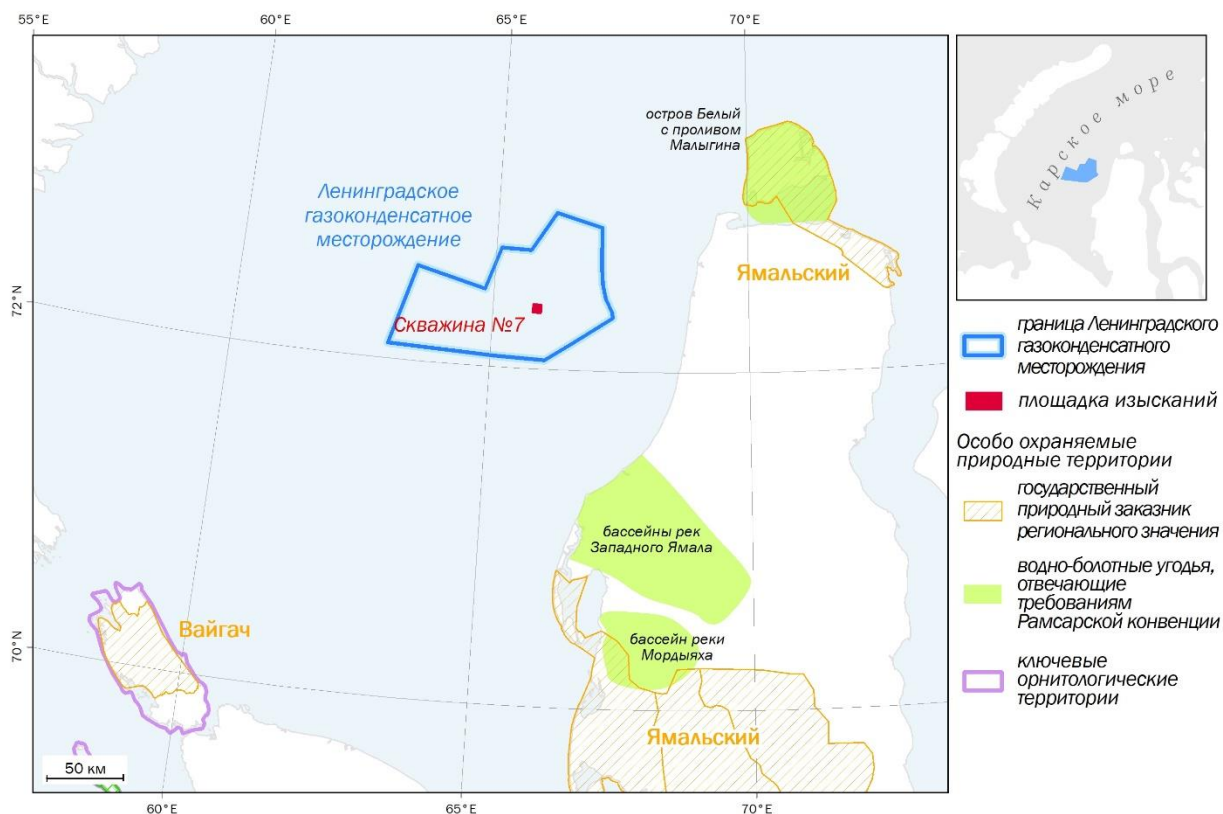 55°E
60°E
65°E
70°E
72°N
70°N
остров Белый
с проливом
Малыгина
Ленинградское
газоконденсатное
месторождение
Ямальский
Скважина №7
бассейны рек
Западного Ямала
Вайгач
бассейн реки
Мордыяха
Ямальский
50 км
60°E
65°E
70°E
Карское море
граница Ленинградского
газоконденсатного
месторождения
площадка изысканий
Особо охраняемые
природные территории
государственный
природный заказник
регионального значения
водно-болотные угодья,
отвечающие
требованиям
Рамсарской конвенции
ключевые
орнитологические
территории